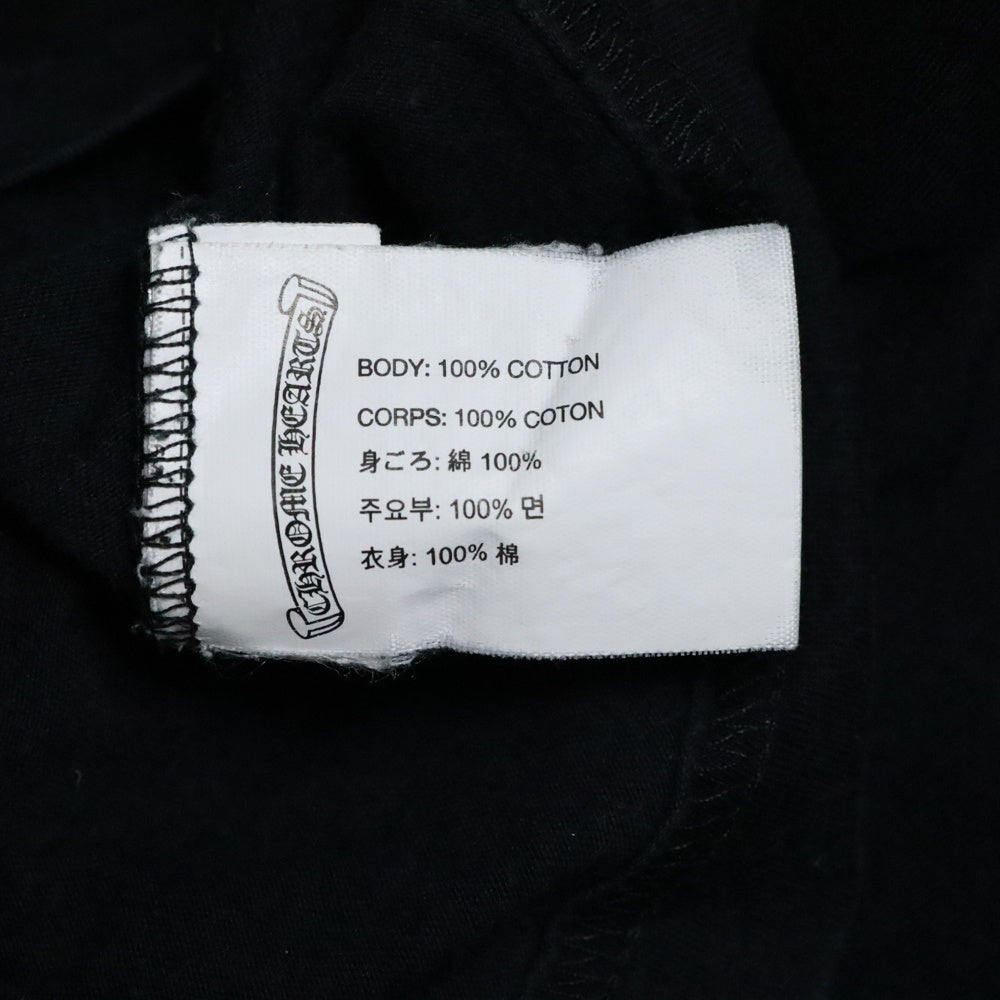 CHROME HEARTS
BODY: 100% COTTON
CORPS: 100% COTON
身ごろ: 綿 100%
주요부: 100% 면
衣身: 100% 棉